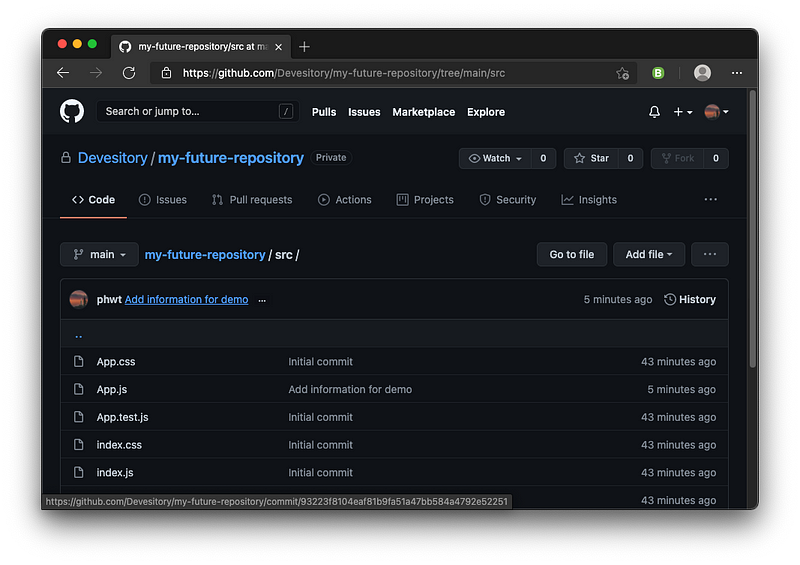 my-future-repository/src at ma
https://github.com/Devesitory/my-future-repository/tree/main/src
Search or jump to... /
Pulls Issues Marketplace Explore
Devesitory / my-future-repository Private
Watch 0 Star 0 Fork 0
Code Issues Pull requests Actions Projects Security Insights ...
main my-future-repository / src / Go to file Add file ...
phwt Add information for demo ... 5 minutes ago History
..
App.css Initial commit 43 minutes ago
App.js Add information for demo 5 minutes ago
App.test.js Initial commit 43 minutes ago
index.css Initial commit 43 minutes ago
index.js Initial commit 43 minutes ago
43 minutes ago
https://github.com/Devesitory/my-future-repository/commit/93223f8104eaf81b9fa51a47bb584a4792e52251